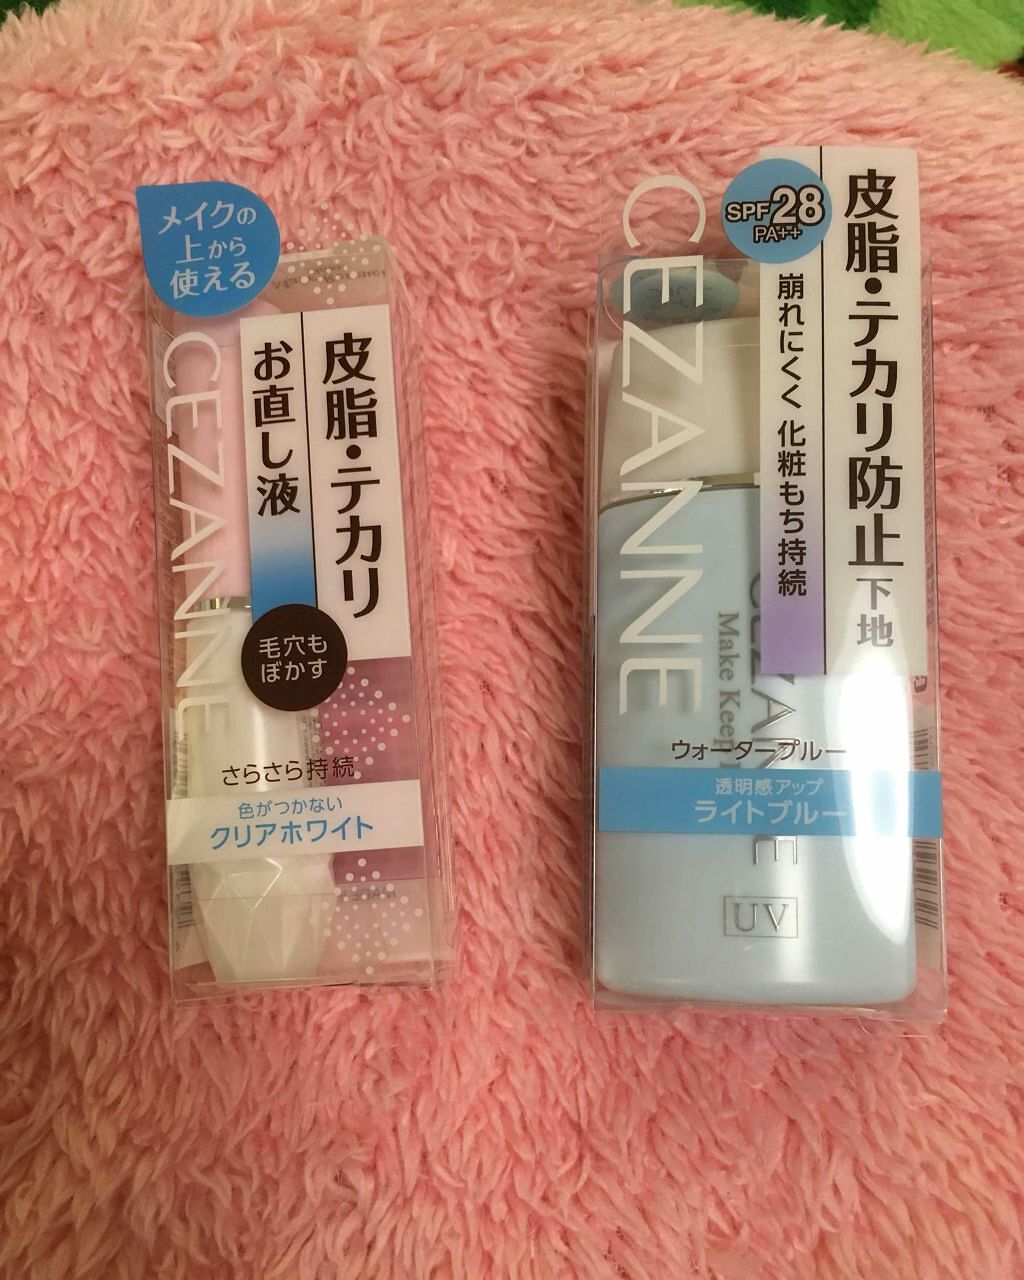 メイクの
上から
使える
CEZANNE
皮脂・テカリ
お直し液
毛穴も
ぼかす
さらさら持続
色がつかない
クリアホワイト
SPF28
PA++
CEZANNE
皮脂・テカリ防止下地
崩れにくく 化粧もち持続
CEZANNE
Make Keep
ウォータープルーフ
透明感アップ
ライトブルー
UV